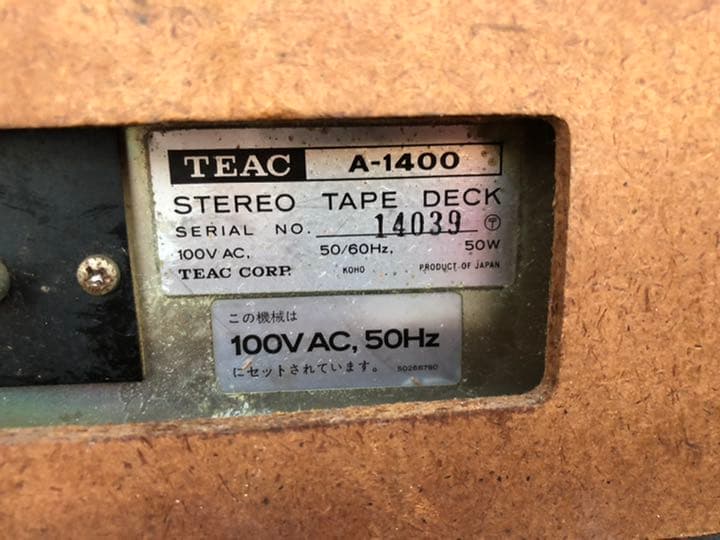 TEAC A-1400
STEREO TAPE DECK
SERIAL NO. 14039 〒
100V AC, 50/60Hz, 50W
TEAC CORP. KOHO PRODUCT OF JAPAN
この機械は
100V AC, 50Hz
にセットされています。 50266760